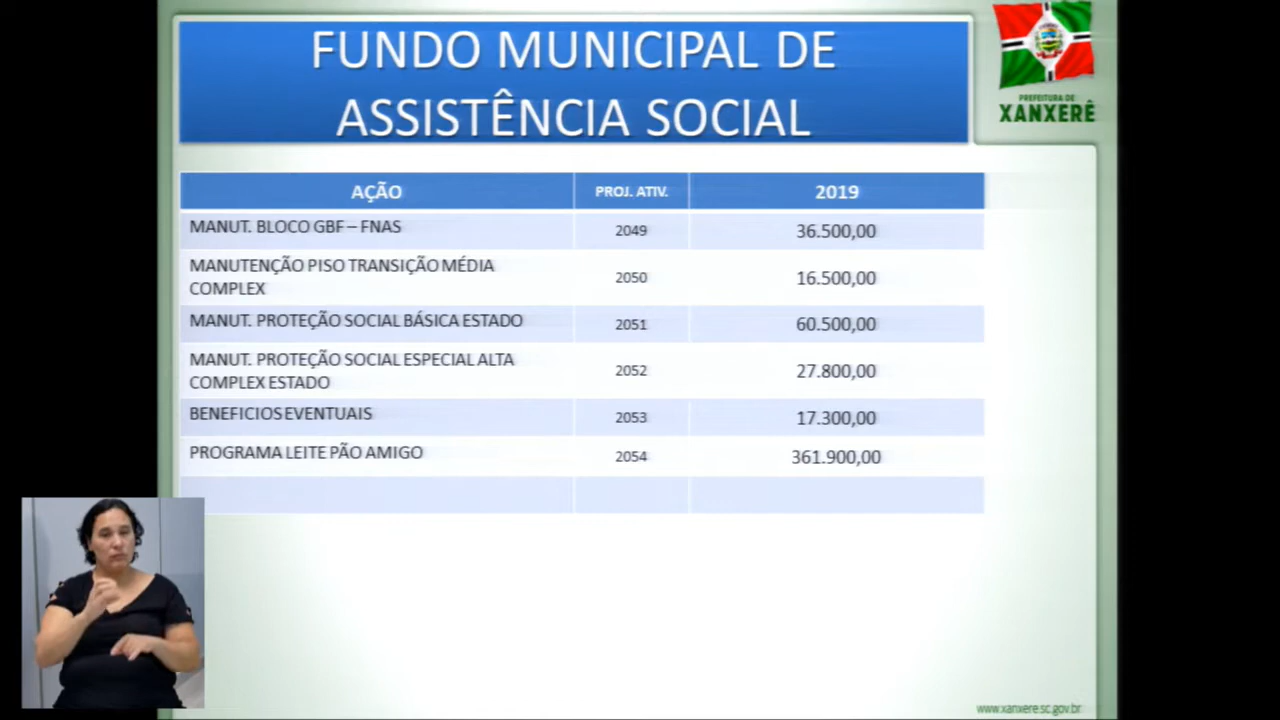 FUNDO MUNICIPAL DE
ASSISTÊNCIA SOCIAL
PREFEITURA DE
XANXERÊ
AÇÃO PROJ. ATIV. 2019
MANUT. BLOCO GBF – FNAS 2049 36.500,00
MANUTENÇÃO PISO TRANSIÇÃO MÉDIA
COMPLEX 2050 16.500,00
MANUT. PROTEÇÃO SOCIAL BÁSICA ESTADO 2051 60.500,00
MANUT. PROTEÇÃO SOCIAL ESPECIAL ALTA
COMPLEX ESTADO 2052 27.800,00
BENEFICIOS EVENTUAIS 2053 17.300,00
PROGRAMA LEITE PÃO AMIGO 2054 361.900,00
www.xanxere.sc.gov.br